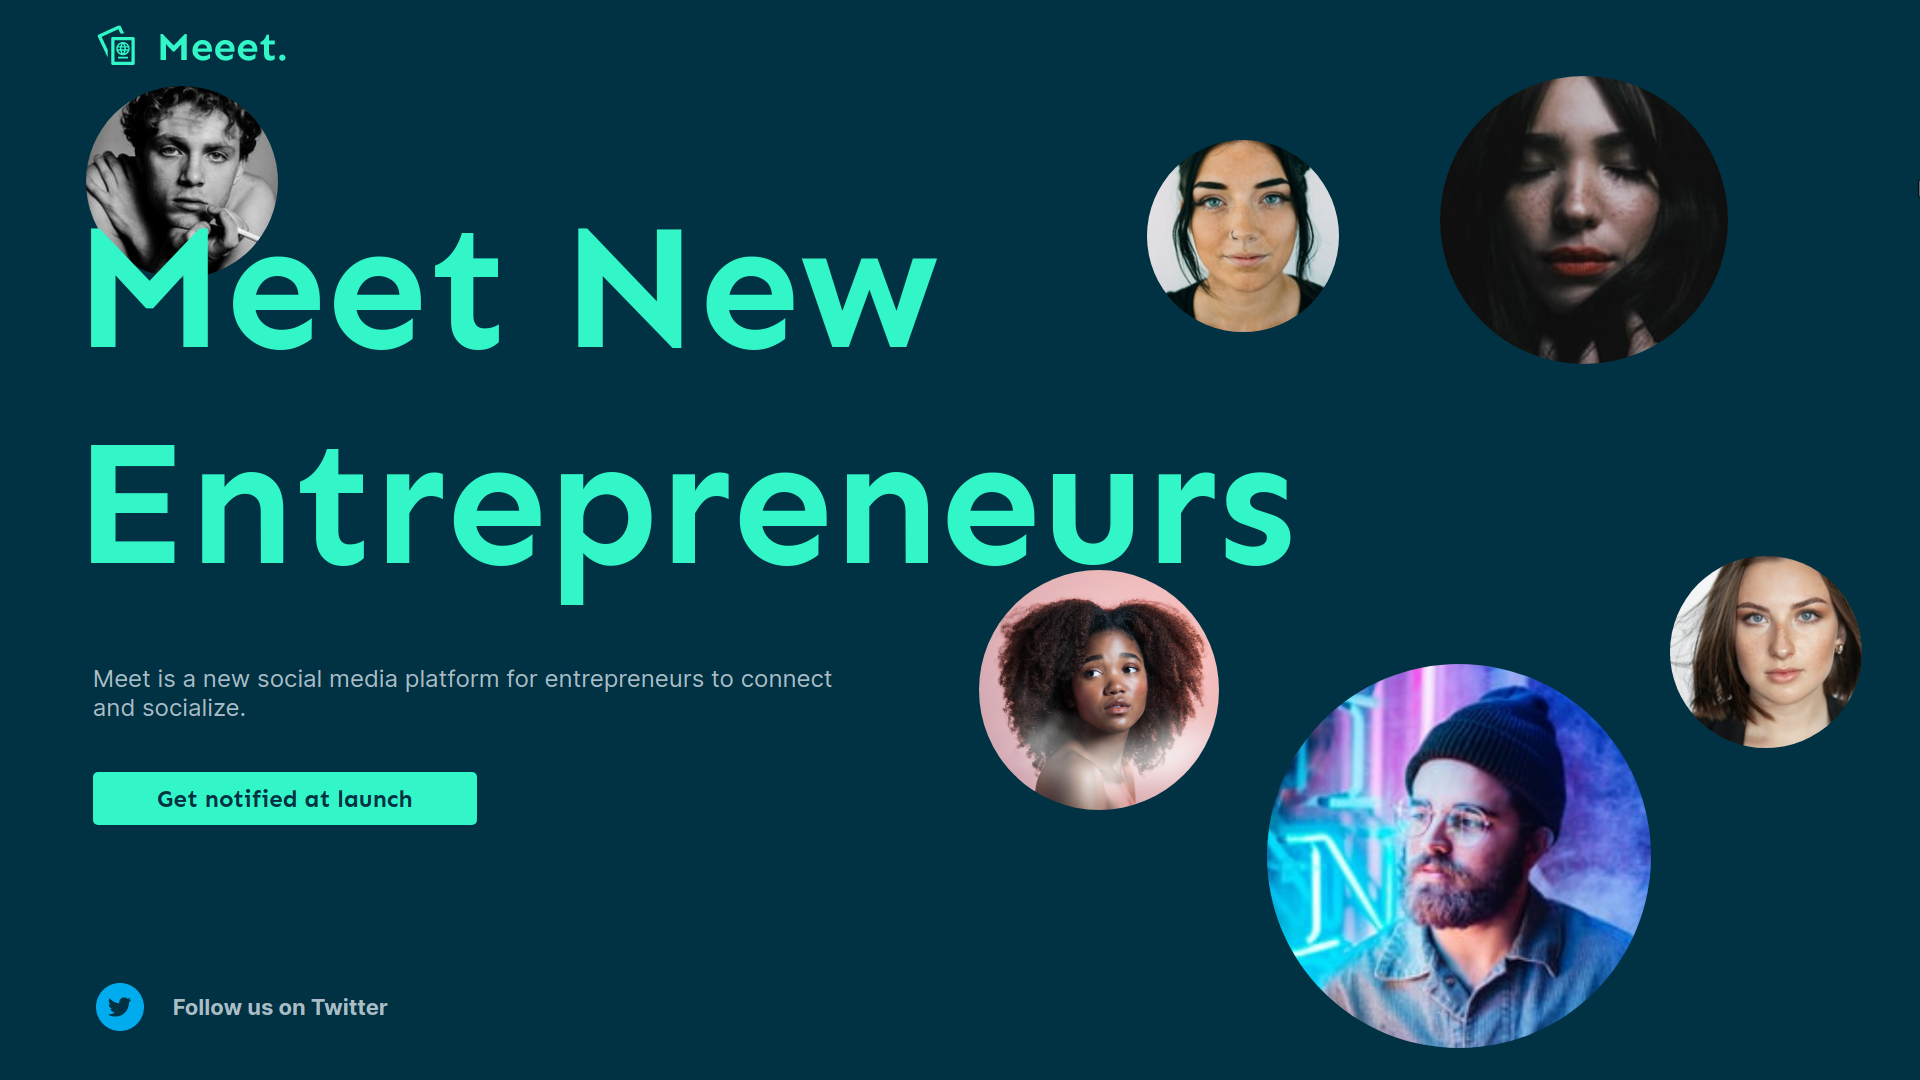 Meeet.
Meet New
Entrepreneurs
Meet is a new social media platform for entrepreneurs to connect
and socialize.
Get notified at launch
N
Follow us on Twitter